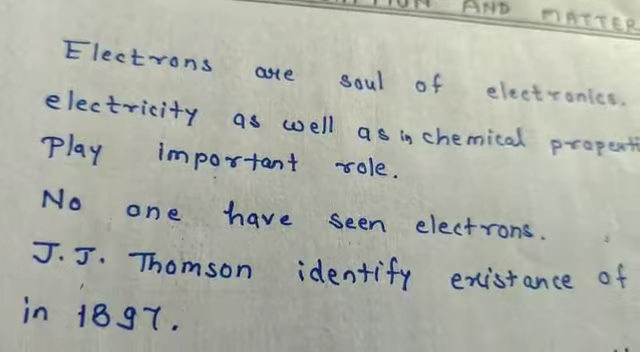 AND MATTER
Electrons are soul of electronics.
electricity as well as in chemical
Play important role.
No one have seen electrons.
J. J. Thomson identify existance of
in 1897.